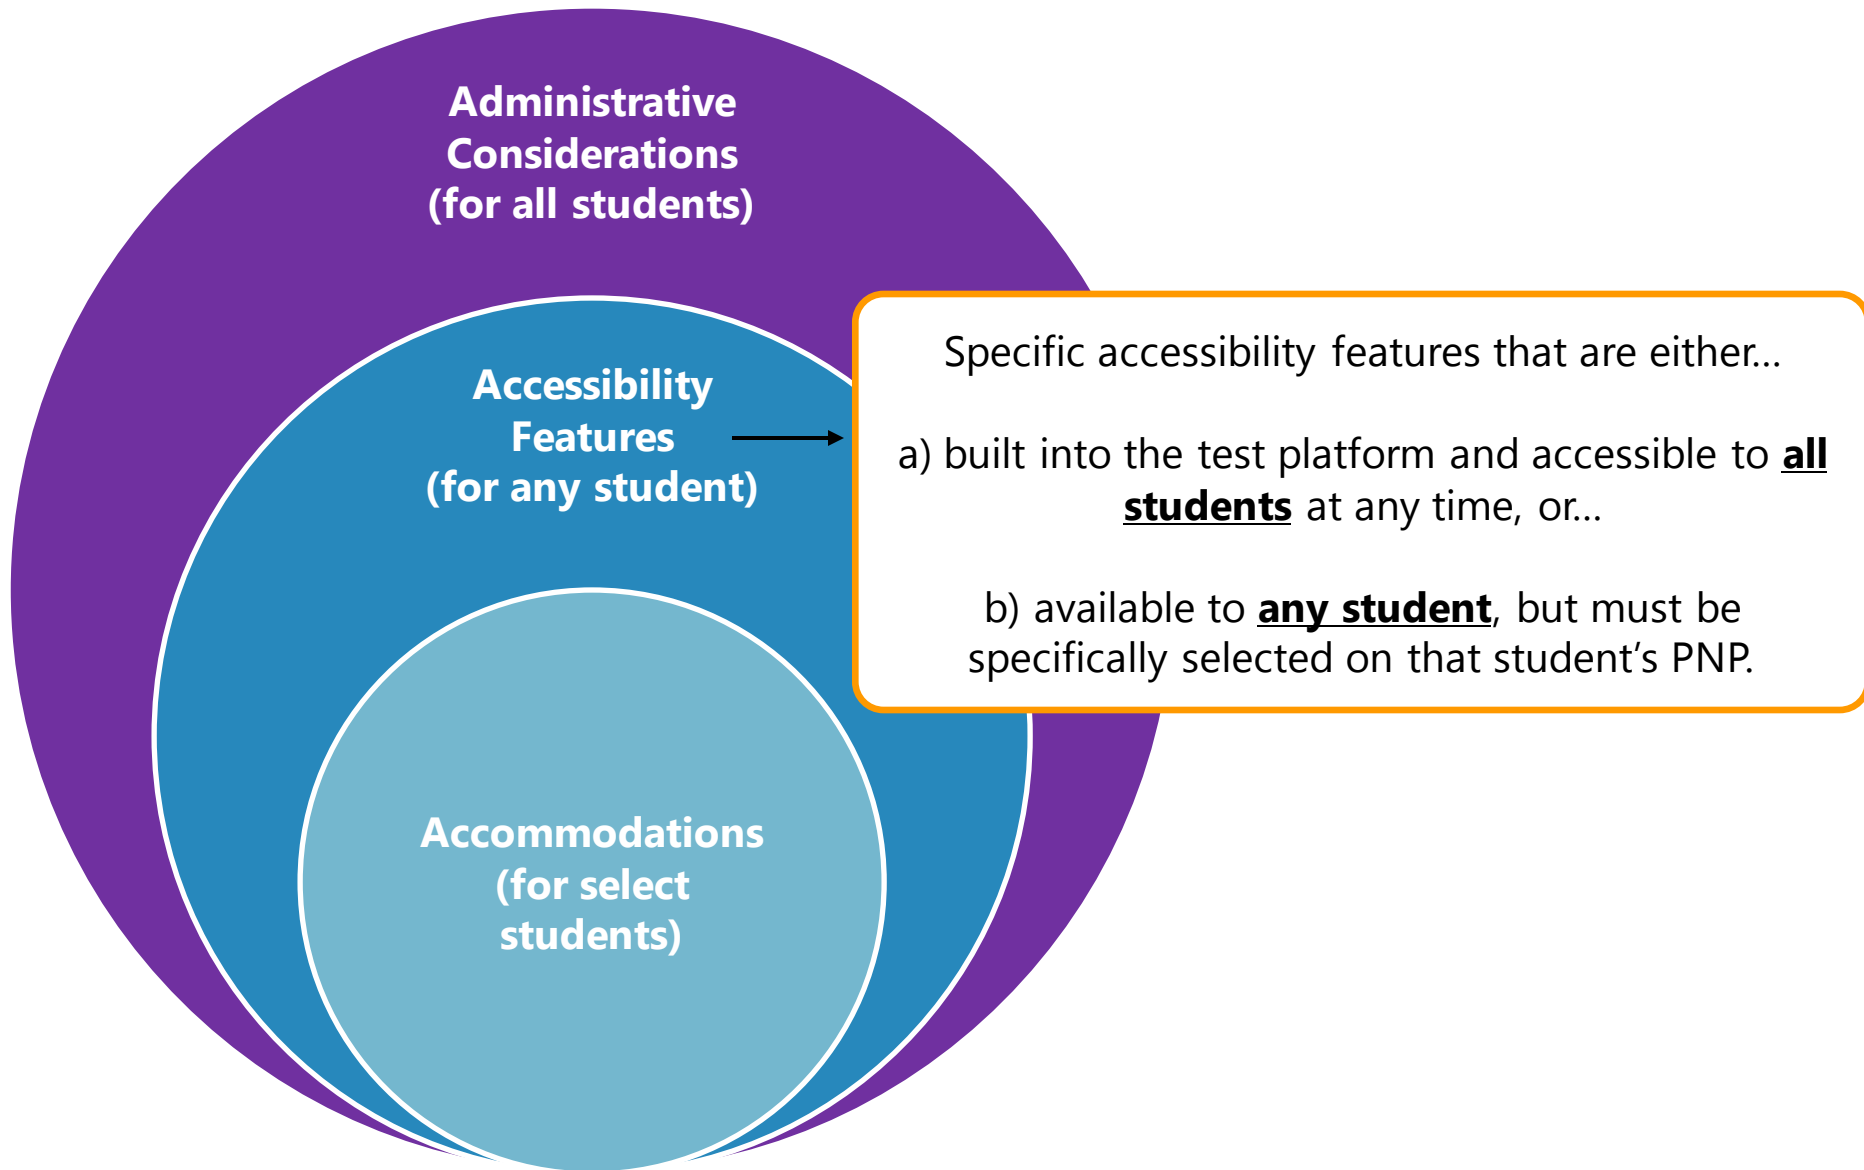 Administrative
Considerations
(for all students)
Accessibility
Features
(for any student)
Specific accessibility features that are either...
a) built into the test platform and accessible to all
students at any time, or...
b) available to any student, but must be
specifically selected on that student’s PNP.
Accommodations
(for select
students)